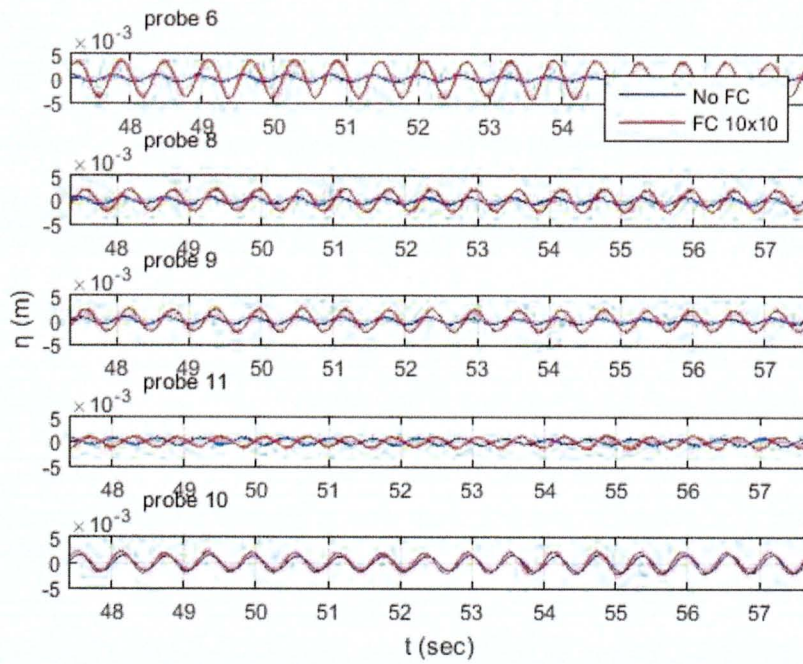 probe 6
× 10⁻³
5
0
-5
48 49 50 51 52 53 54
No FC
FC 10x10
probe 8
× 10⁻³
5
0
-5
48 49 50 51 52 53 54 55 56 57
probe 9
× 10⁻³
5
0
-5
48 49 50 51 52 53 54 55 56 57
η (m)
probe 11
× 10⁻³
5
0
-5
48 49 50 51 52 53 54 55 56 57
probe 10
× 10⁻³
5
0
-5
48 49 50 51 52 53 54 55 56 57
t (sec)